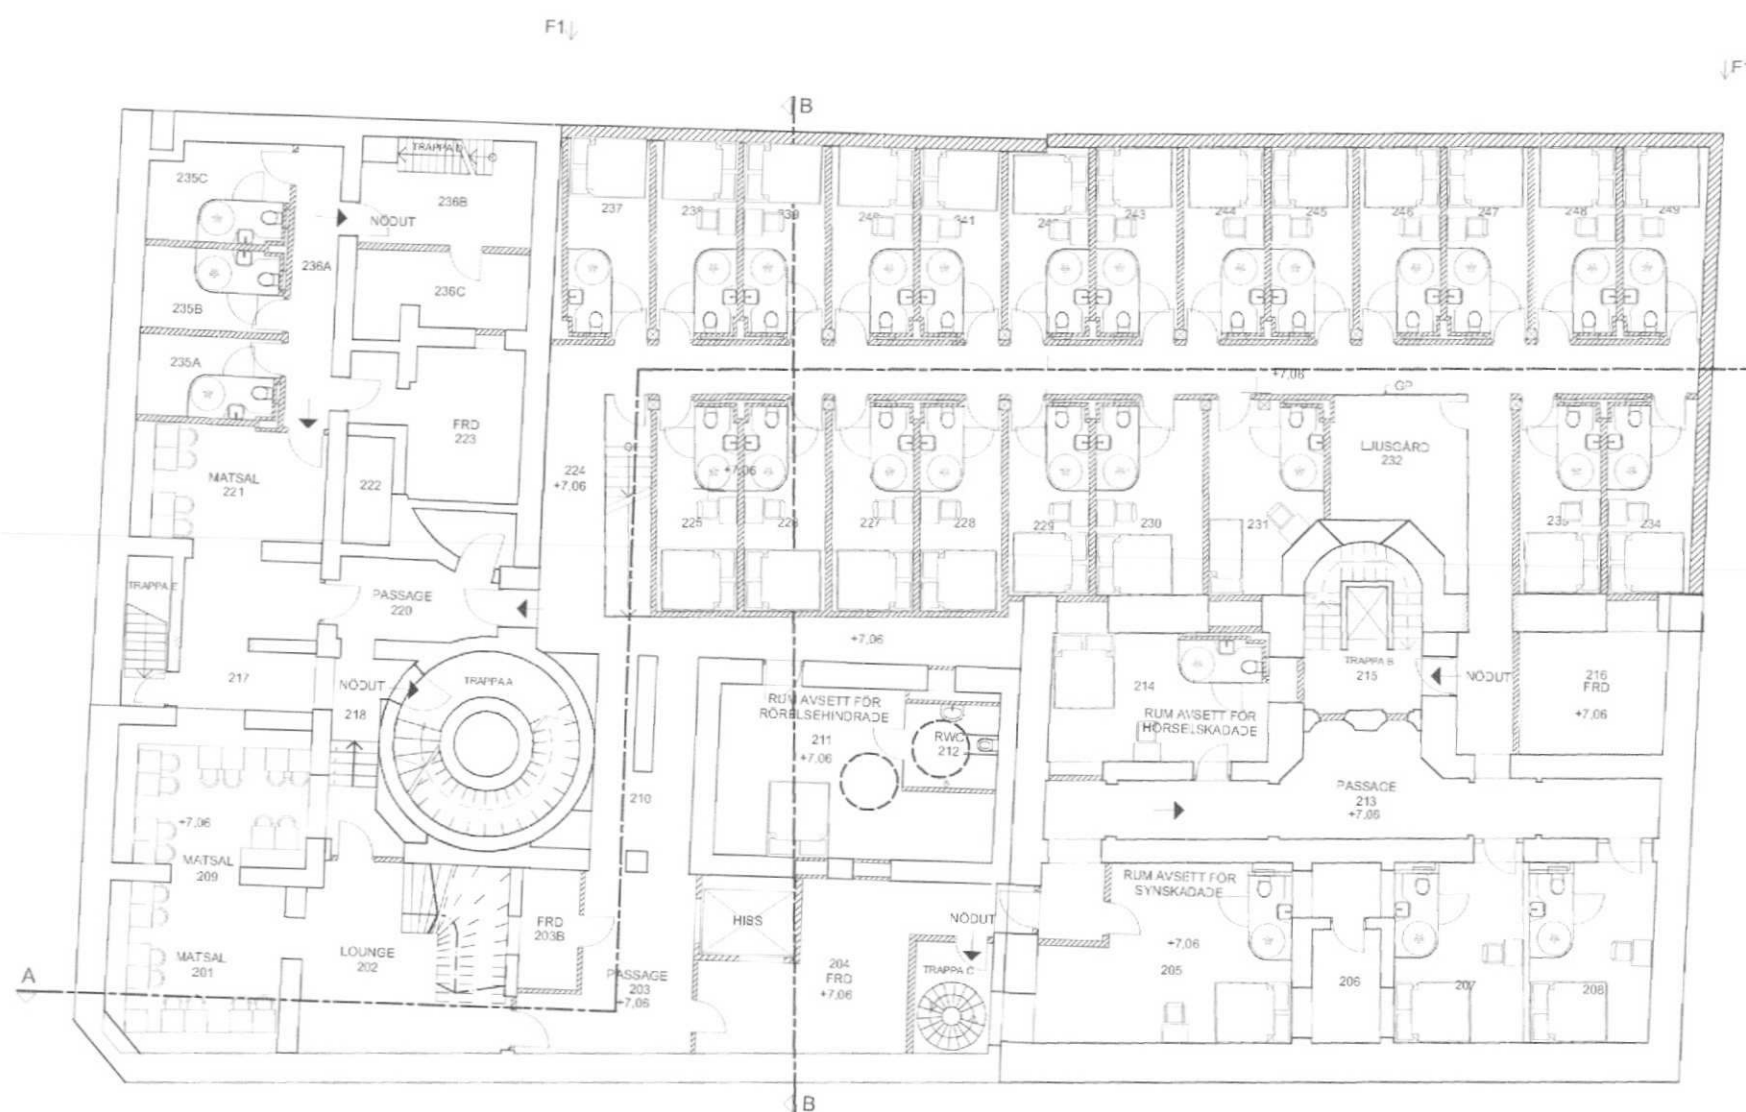 F1
B
TRAPPA D
235C
236B
NÖDUT
236A
236C
235B
235A
237
238
239
240
241
243
244
245
246
247
248
249
+7,06
GP
FRD
223
MATSAL
221
222
224
+7,06
+7,06
LJUSGÅRD
232
225
226
227
228
229
230
231
234
TRAPPA E
PASSAGE
220
+7,06
217
NÖDUT
218
TRAPPA A
RUM AVSETT FÖR
RÖRELSEHINDRADE
211
+7,06
RWC
212
214
RUM AVSETT FÖR
HÖRSELSKADADE
TRAPPA B
215
NÖDUT
216
FRD
+7,06
210
PASSAGE
213
+7,06
+7,06
MATSAL
209
RUM AVSETT FÖR
SYNSKADADE
FRD
203B
HISS
NÖDUT
+7,06
205
LOUNGE
202
MATSAL
201
PASSAGE
203
+7,06
204
FRD
+7,06
TRAPPA C
206
207
208
A
B